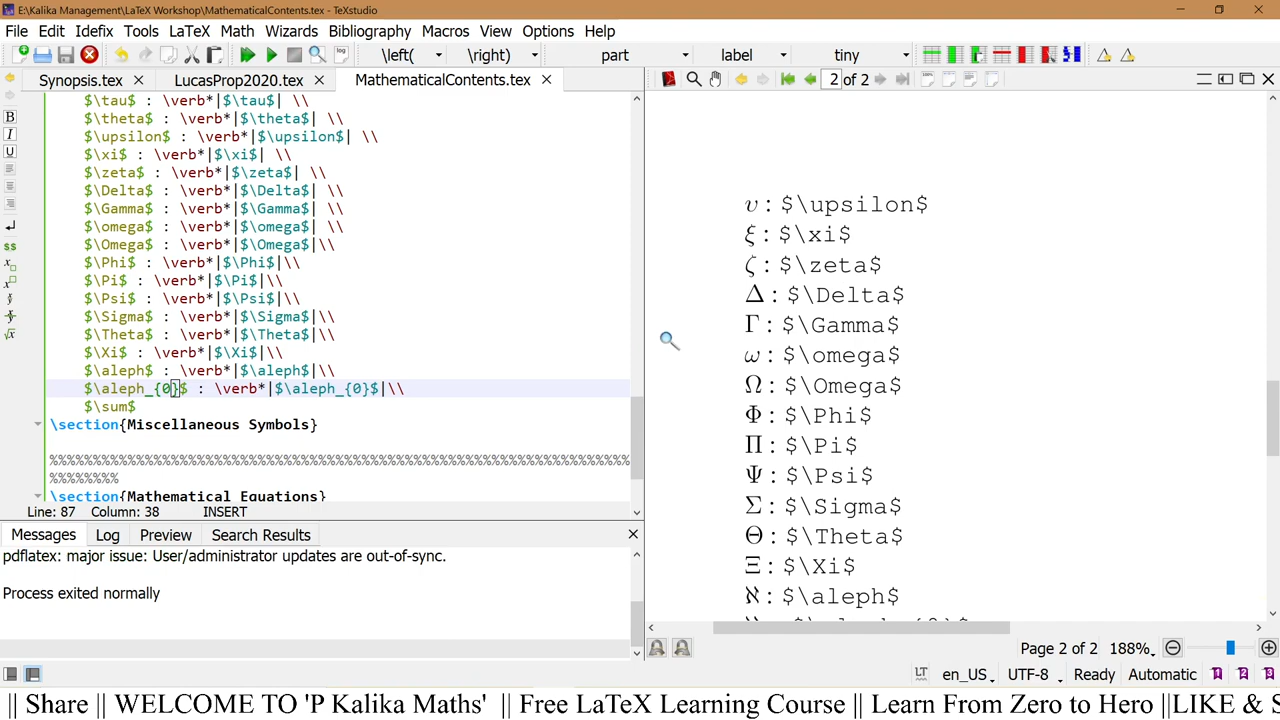 E:\Kalika Management\LaTeX Workshop\MathematicalContents.tex - TeXstudio
File Edit Idefix Tools LaTeX Math Wizards Bibliography Macros View Options Help
\left( \right) part label tiny
Synopsis.tex LucasProp2020.tex MathematicalContents.tex
2 of 2
$\tau$ : \verb*|$\tau$| \\
$\theta$ : \verb*|$\theta$| \\
$\upsilon$ : \verb*|$\upsilon$| \\
$\xi$ : \verb*|$\xi$| \\
$\zeta$ : \verb*|$\zeta$| \\
$\Delta$ : \verb*|$\Delta$| \\
$\Gamma$ : \verb*|$\Gamma$| \\
$\omega$ : \verb*|$\omega$| \\
$\Omega$ : \verb*|$\Omega$|\\
$\Phi$ : \verb*|$\Phi$|\\
$\Pi$ : \verb*|$\Pi$|\\
$\Psi$ : \verb*|$\Psi$|\\
$\Sigma$ : \verb*|$\Sigma$|\\
$\Theta$ : \verb*|$\Theta$|\\
$\Xi$ : \verb*|$\Xi$|\\
$\aleph$ : \verb*|$\aleph$|\\
$\aleph_{0}$ : \verb*|$\aleph_{0}$|\\
$\sum$
\section{Miscellaneous Symbols}
%%%%%%%%%%%%%%%%%%%%%%%%%%%%%%%%%%%%%%%%%%%%%%%%%%%%%%%%%%%%%%%%
%%%%%%%%
\section{Mathematical Equations}
Line: 87 Column: 38 INSERT
υ : $\upsilon$
ξ : $\xi$
ζ : $\zeta$
Δ : $\Delta$
Γ : $\Gamma$
ω : $\omega$
Ω : $\Omega$
Φ : $\Phi$
Π : $\Pi$
Ψ : $\Psi$
Σ : $\Sigma$
Θ : $\Theta$
Ξ : $\Xi$
ℵ : $\aleph$
Messages Log Preview Search Results
pdflatex: major issue: User/administrator updates are out-of-sync.
Process exited normally
Page 2 of 2 188%
en_US UTF-8 Ready Automatic
|| Share || WELCOME TO 'P Kalika Maths' || Free LaTeX Learning Course || Learn From Zero to Hero ||LIKE & S